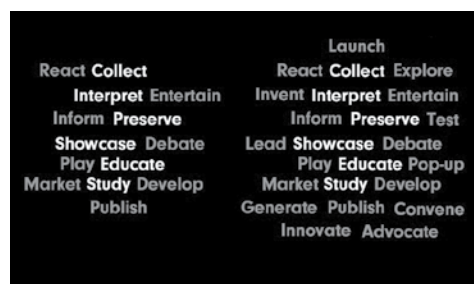 React Collect
Interpret Entertain
Inform Preserve
Showcase Debate
Play Educate
Market Study Develop
Publish
Launch
React Collect Explore
Invent Interpret Entertain
Inform Preserve Test
Lead Showcase Debate
Play Educate Pop-up
Market Study Develop
Generate Publish Convene
Innovate Advocate